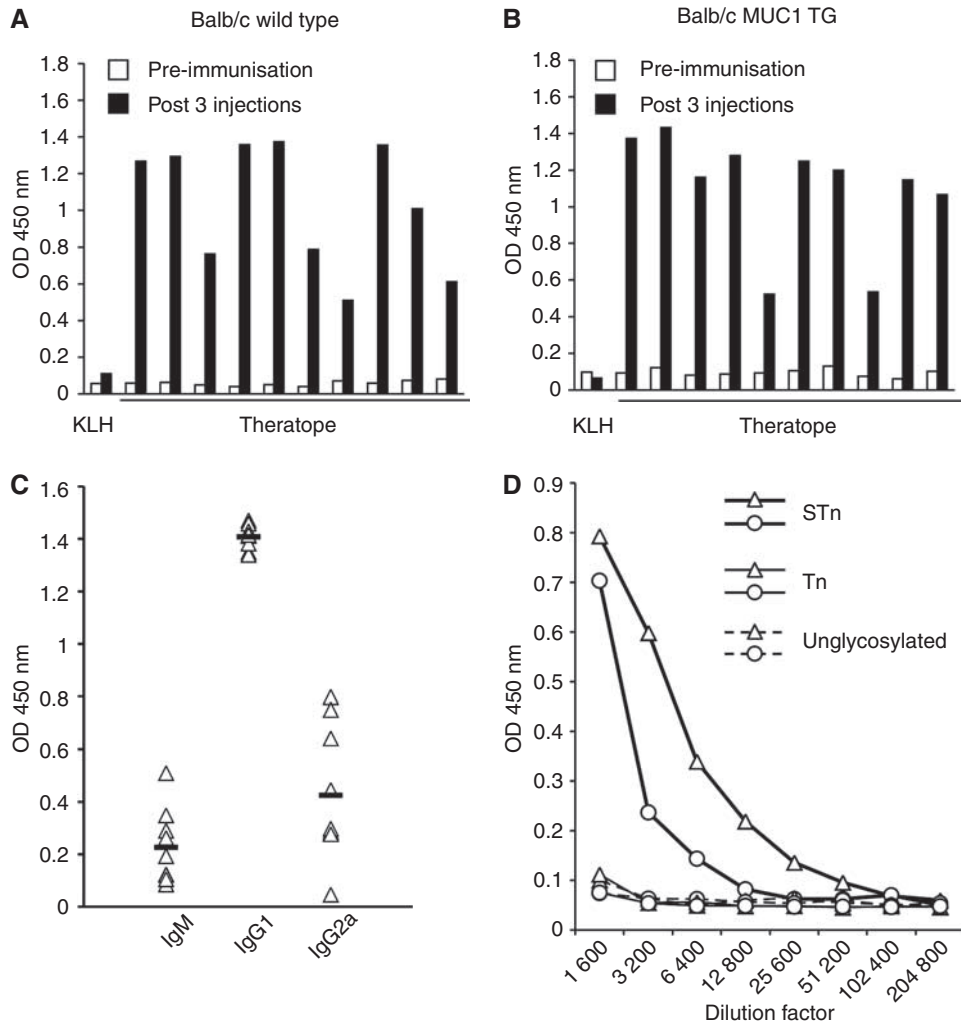 A
Balb/c wild type
1.8
1.6
1.4
1.2
1
0.8
0.6
0.4
0.2
0
OD 450 nm
Pre-immunisation
Post 3 injections
KLH
Theratope
B
Balb/c MUC1 TG
1.8
1.6
1.4
1.2
1
0.8
0.6
0.4
0.2
0
OD 450 nm
Pre-immunisation
Post 3 injections
KLH
Theratope
C
1.6
1.4
1.2
1
0.8
0.6
0.4
0.2
0
OD 450 nm
IgM
IgG1
IgG2a
D
0.9
0.8
0.7
0.6
0.5
0.4
0.3
0.2
0.1
0
OD 450 nm
STn
Tn
Unglycosylated
1 600
3 200
6 400
12 800
25 600
51 200
102 400
204 800
Dilution factor